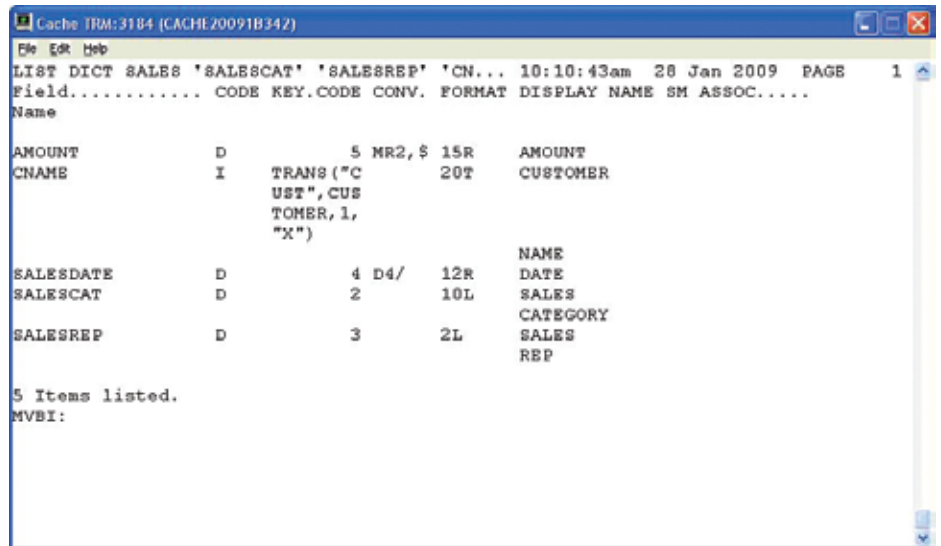 Cache TRM:3184 (CACHE20091B342)
File Edit Help
LIST DICT SALES 'SALESCAT' 'SALESREP' 'CN... 10:10:43am 28 Jan 2009 PAGE 1
Field............ CODE KEY.CODE CONV. FORMAT DISPLAY NAME SM ASSOC.....
Name
AMOUNT D 5 MR2,$ 15R AMOUNT
CNAME I TRANS("C 20T CUSTOMER
UST",CUS
TOMER,1,
"X")
NAME
SALESDATE D 4 D4/ 12R DATE
SALESCAT D 2 10L SALES
CATEGORY
SALESREP D 3 2L SALES
REP
5 Items listed.
MVBI: